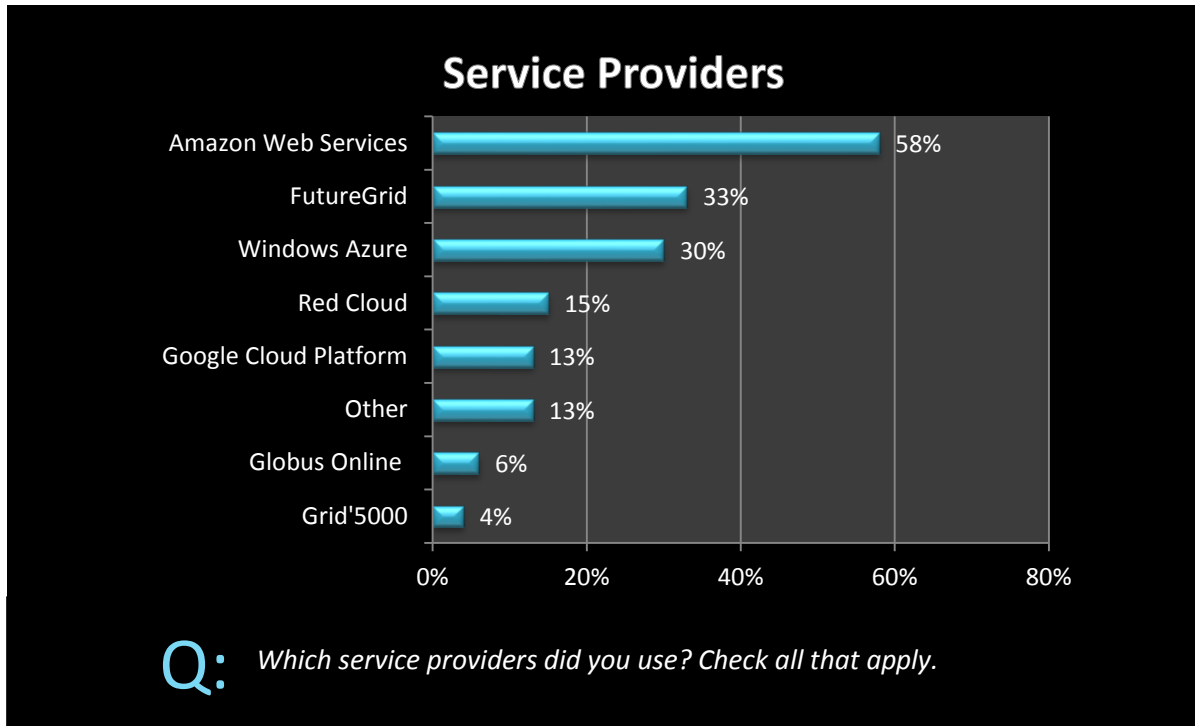 Service Providers
Amazon Web Services 58%
FutureGrid 33%
Windows Azure 30%
Red Cloud 15%
Google Cloud Platform 13%
Other 13%
Globus Online 6%
Grid'5000 4%
0% 20% 40% 60% 80%
Q: Which service providers did you use? Check all that apply.